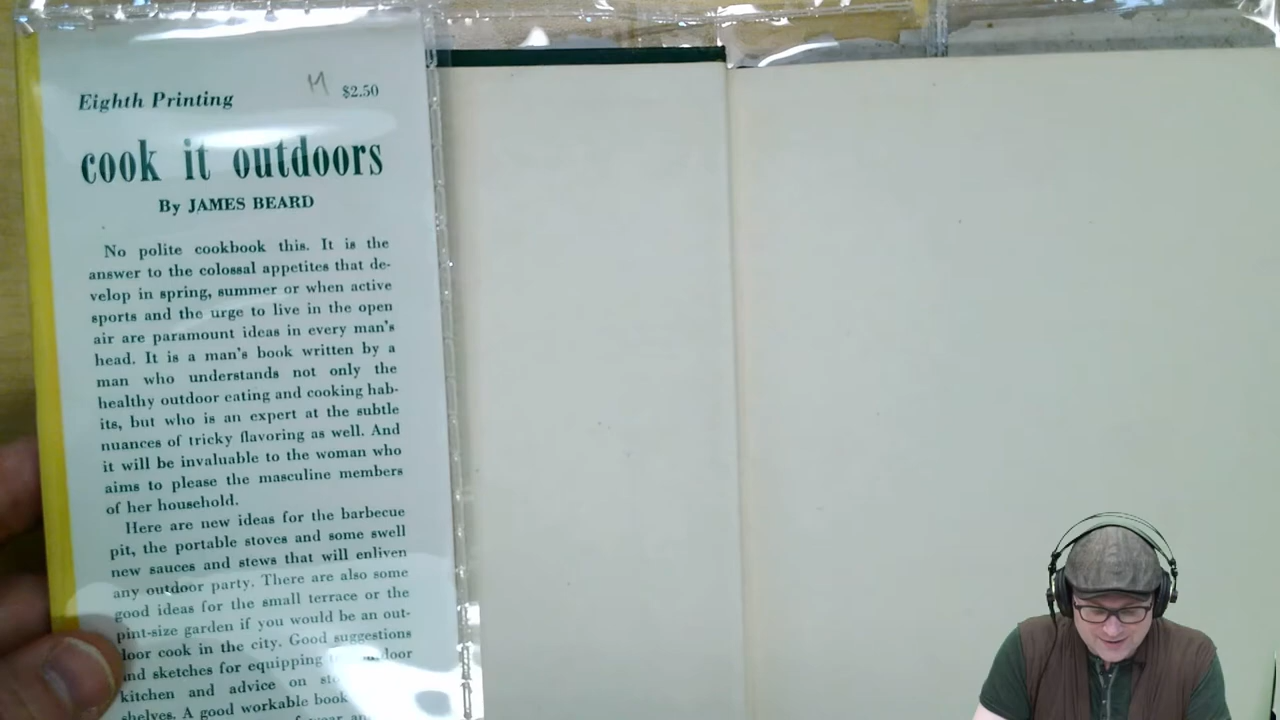 Eighth Printing M $2.50
cook it outdoors
By JAMES BEARD
No polite cookbook this. It is the
answer to the colossal appetites that de-
velop in spring, summer or when active
sports and the urge to live in the open
air are paramount ideas in every man's
head. It is a man's book written by a
man who understands not only the
healthy outdoor eating and cooking hab-
its, but who is an expert at the subtle
nuances of tricky flavoring as well. And
it will be invaluable to the woman who
aims to please the masculine members
of her household.
Here are new ideas for the barbecue
pit, the portable stoves and some swell
new sauces and stews that will enliven
any outdoor party. There are also some
good ideas for the small terrace or the
pint-size garden if you would be an out-
door cook in the city. Good suggestions
and sketches for equipping
kitchen and advice on
shelves. A good workable book